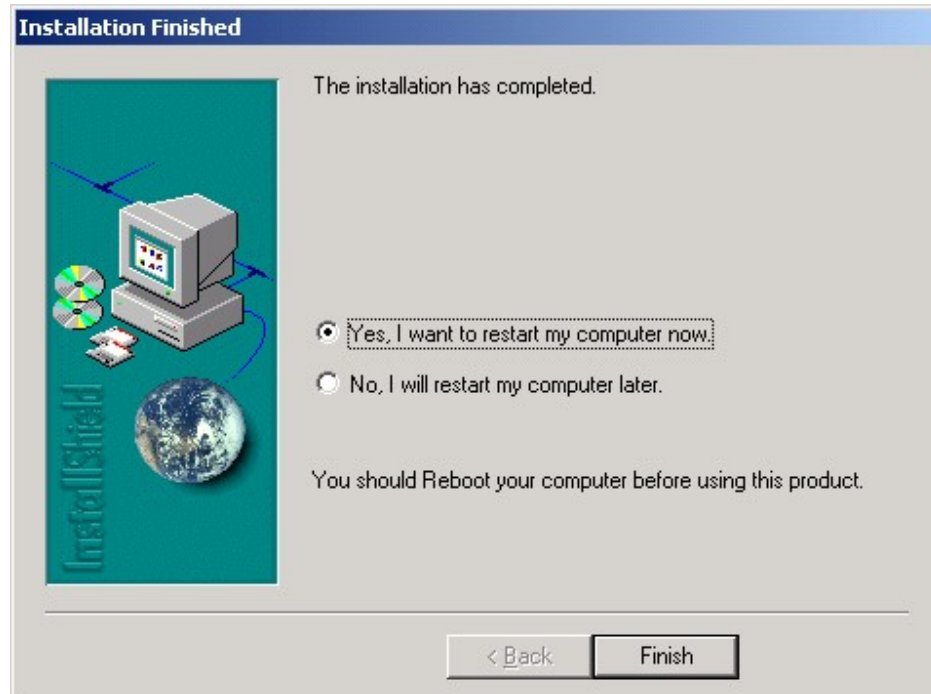 Installation Finished
The installation has completed.
Yes, I want to restart my computer now.
No, I will restart my computer later.
You should Reboot your computer before using this product.
InstallShield
< Back
Finish